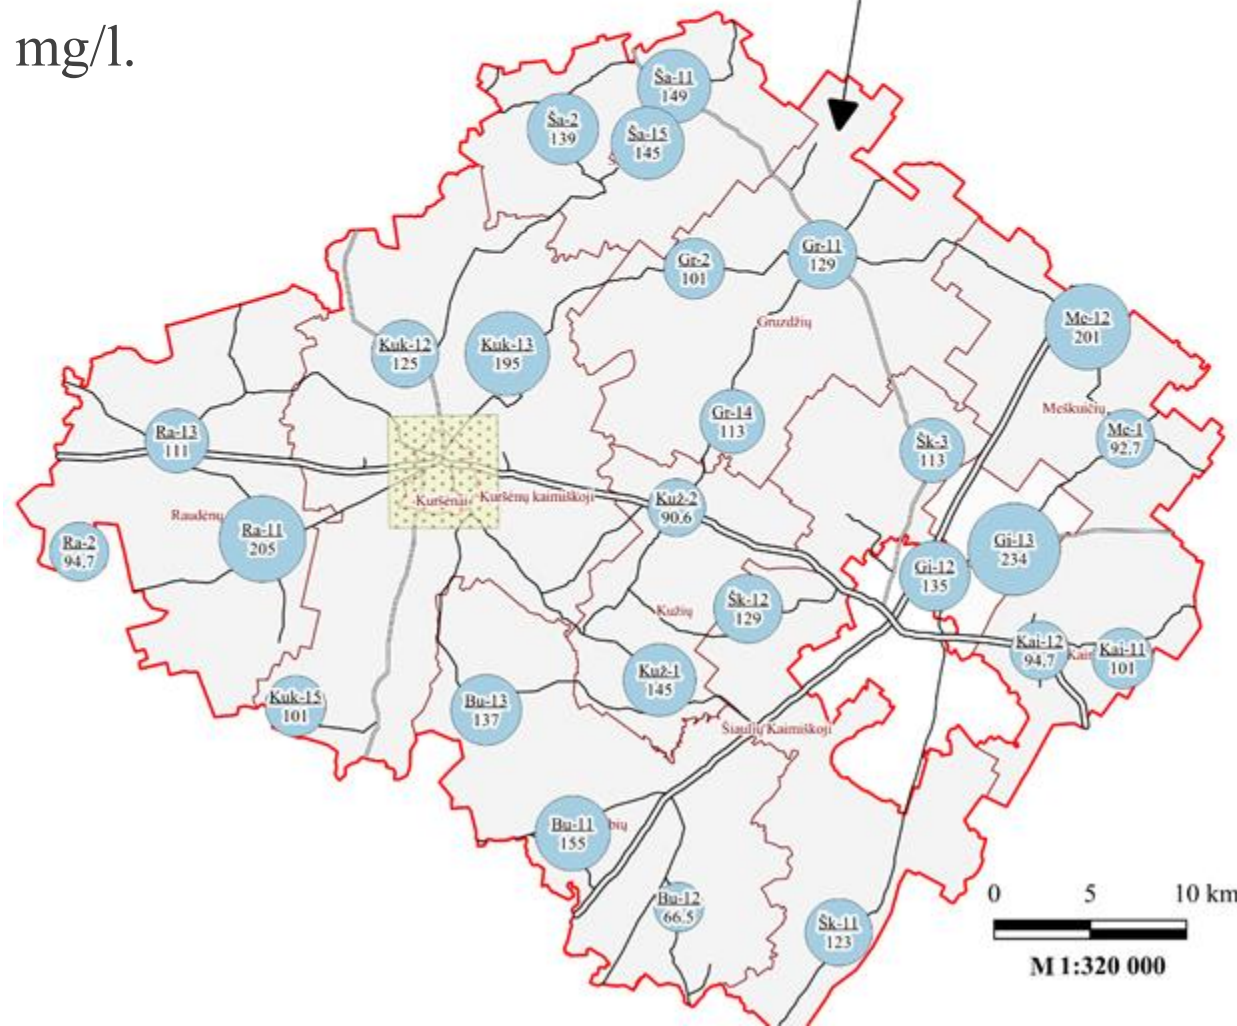 mg/l.
Ša-11
149
Ša-2
139
Ša-15
145
Gr-11
129
Gr-2
101
Grudžių
Me-12
201
Kuk-12
125
Kuk-13
195
Gr-14
113
Meškuičių
Me-1
92.7
Šk-3
113
Ra-13
111
Kuršėnai
Kuršėnų kaimiškoji
Kuž-2
90.6
Raudėnų
Ra-11
205
Ra-2
94.7
Gi-13
234
Gi-12
135
Šk-12
129
Kužių
Kai-12
94.7
Kai-11
101
Kuž-1
145
Kuk-15
101
Bu-13
137
Šiaulių Kaimiškoji
Bu-11
155
Bu-12
66.5
Šk-11
123
0 5 10 km
M 1:320 000